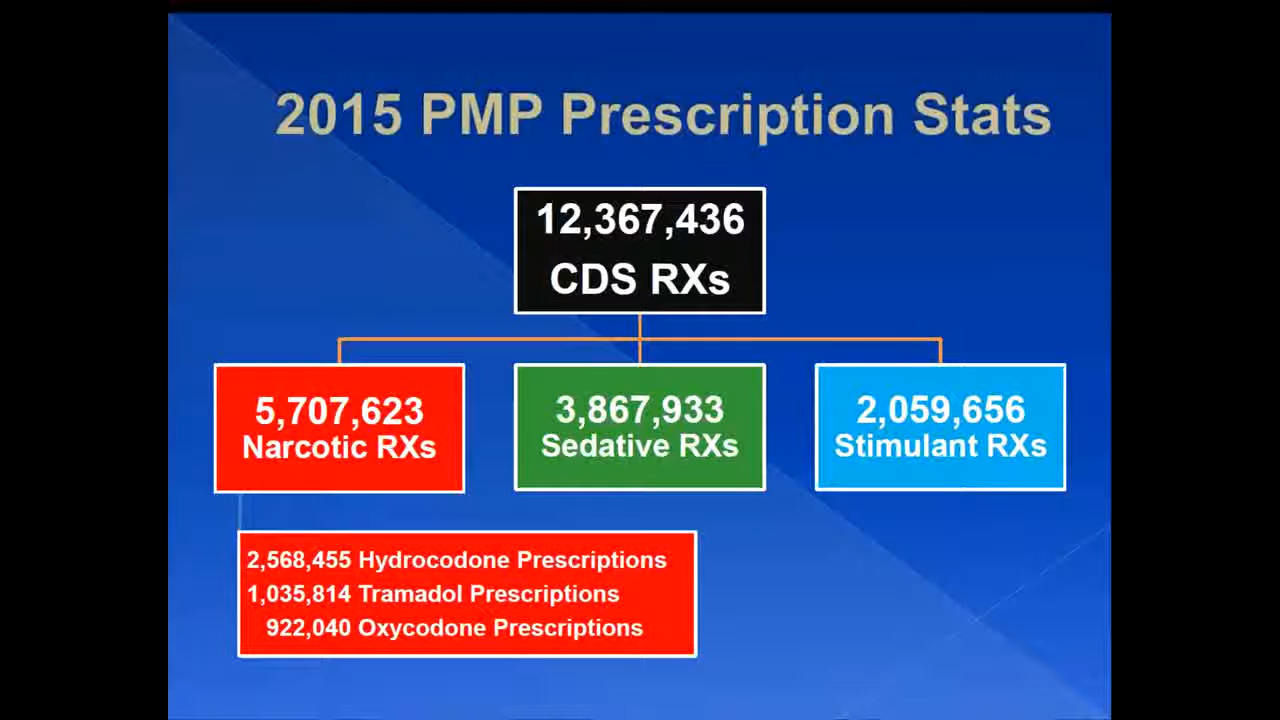 2015 PMP Prescription Stats
12,367,436
CDS RXs
5,707,623
Narcotic RXs
3,867,933
Sedative RXs
2,059,656
Stimulant RXs
2,568,455 Hydrocodone Prescriptions
1,035,814 Tramadol Prescriptions
922,040 Oxycodone Prescriptions